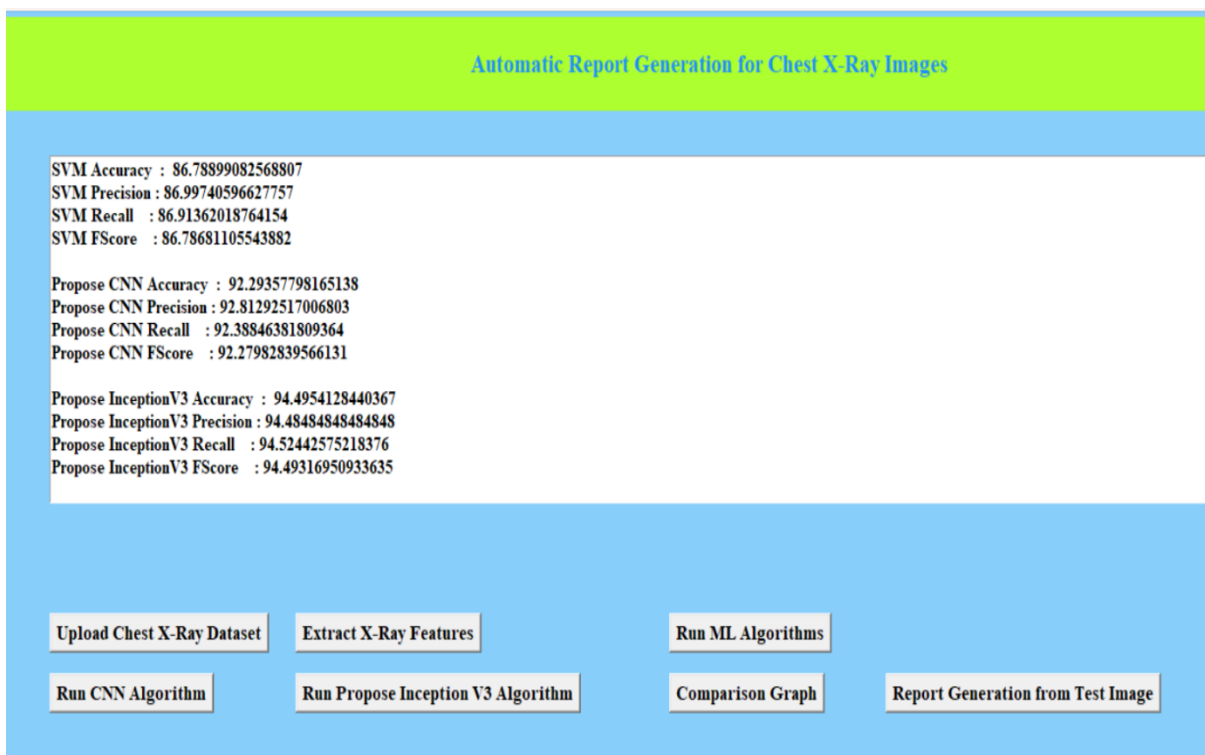 Automatic Report Generation for Chest X-Ray Images
SVM Accuracy : 86.78899082568807
SVM Precision : 86.99740596627757
SVM Recall : 86.91362018764154
SVM FScore : 86.78681105543882
Propose CNN Accuracy : 92.29357798165138
Propose CNN Precision : 92.81292517006803
Propose CNN Recall : 92.38846381809364
Propose CNN FScore : 92.27982839566131
Propose InceptionV3 Accuracy : 94.4954128440367
Propose InceptionV3 Precision : 94.48484848484848
Propose InceptionV3 Recall : 94.52442575218376
Propose InceptionV3 FScore : 94.49316950933635
Upload Chest X-Ray Dataset
Extract X-Ray Features
Run ML Algorithms
Run CNN Algorithm
Run Propose Inception V3 Algorithm
Comparison Graph
Report Generation from Test Image